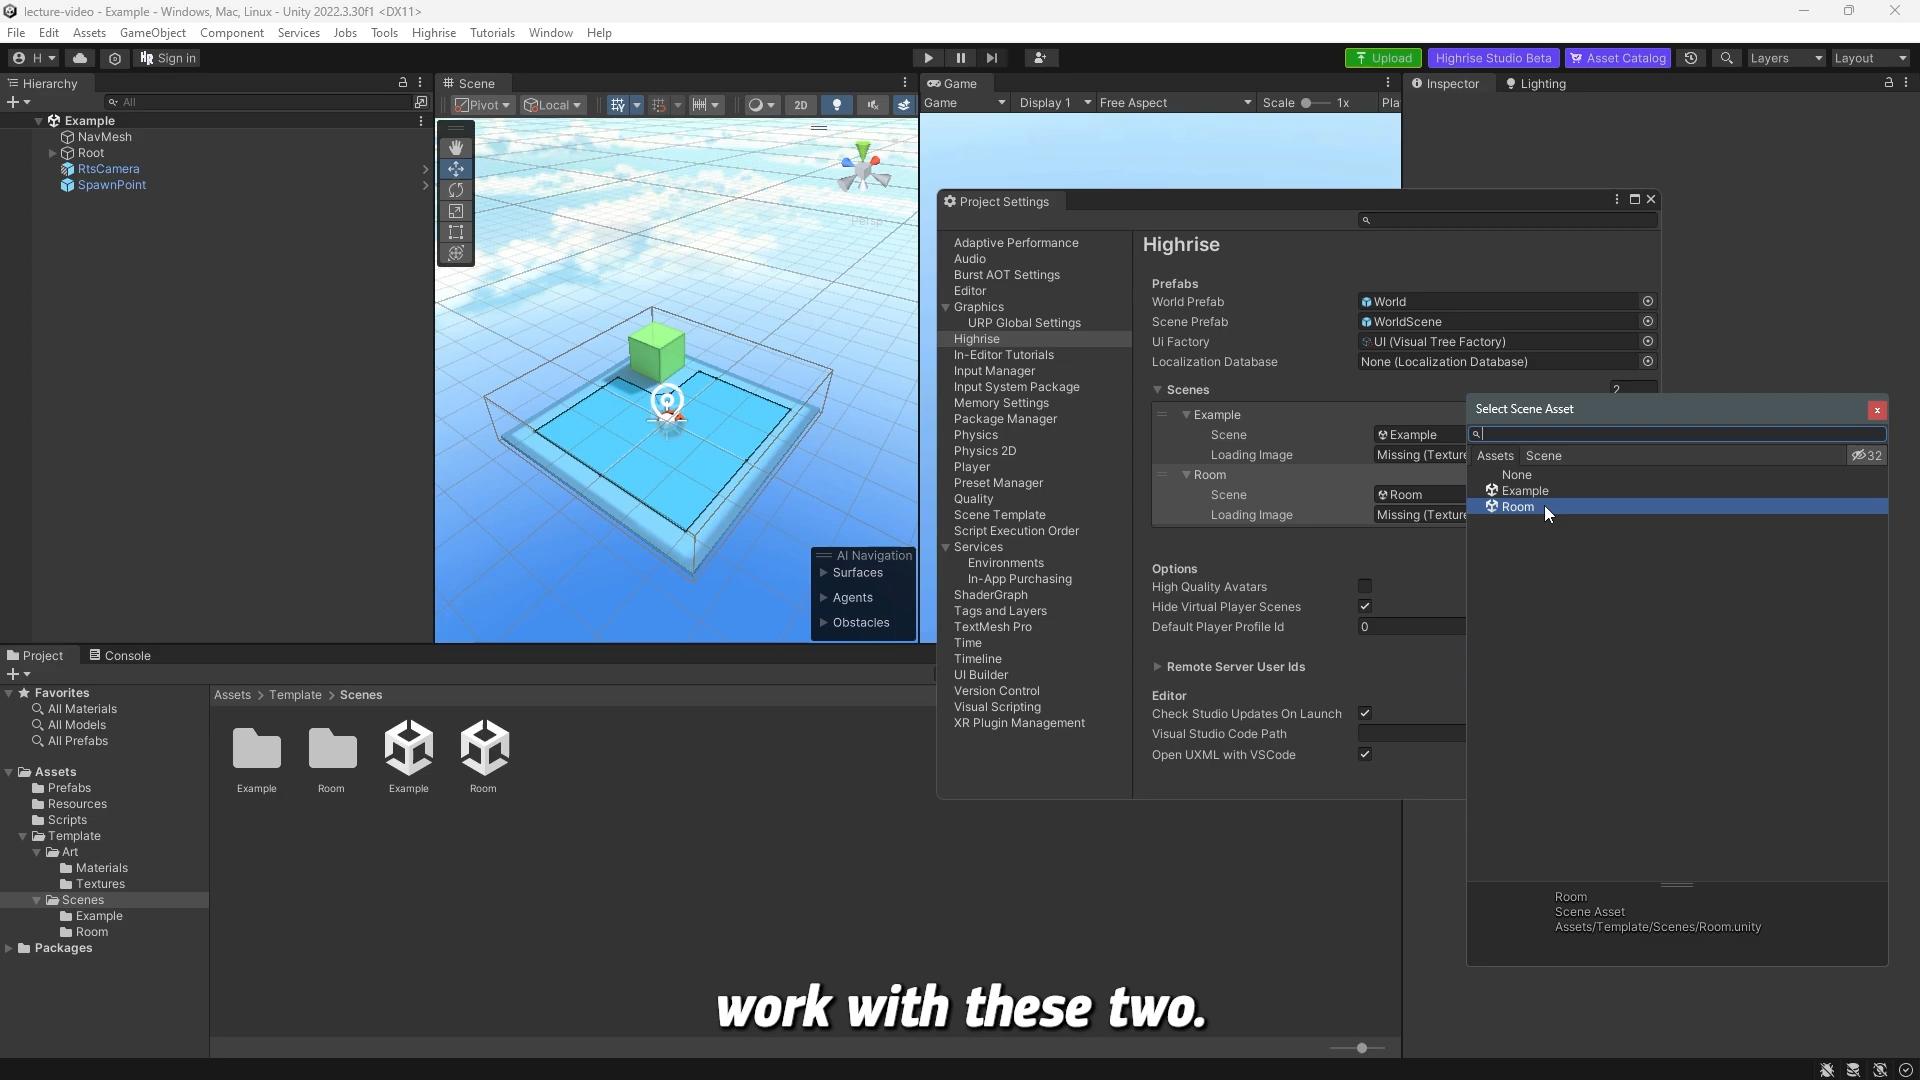 lecture-video - Example - Windows, Mac, Linux - Unity 2022.3.30f1 <DX11>
File Edit Assets GameObject Component Services Jobs Tools Highrise Tutorials Window Help
H Sign in Upload Highrise Studio Beta Asset Catalog Layers Layout
Hierarchy
All
Example
NavMesh
Root
RtsCamera
SpawnPoint
Scene
Pivot Local 2D
Persp
AI Navigation
Surfaces
Agents
Obstacles
Game
Game Display 1 Free Aspect Scale 1x Pla
Inspector Lighting
Project Settings
Adaptive Performance
Audio
Burst AOT Settings
Editor
Graphics
URP Global Settings
Highrise
In-Editor Tutorials
Input Manager
Input System Package
Memory Settings
Package Manager
Physics
Physics 2D
Player
Preset Manager
Quality
Scene Template
Script Execution Order
Services
Environments
In-App Purchasing
ShaderGraph
Tags and Layers
TextMesh Pro
Time
Timeline
UI Builder
Version Control
Visual Scripting
XR Plugin Management
Highrise
Prefabs
World Prefab World
Scene Prefab WorldScene
Ui Factory UI (Visual Tree Factory)
Localization Database None (Localization Database)
Scenes 2
Example
Scene Example
Loading Image Missing (Texture
Room
Scene Room
Loading Image Missing (Texture
Options
High Quality Avatars
Hide Virtual Player Scenes
Default Player Profile Id 0
Remote Server User Ids
Editor
Check Studio Updates On Launch
Visual Studio Code Path
Open UXML with VSCode
Select Scene Asset
Assets Scene 32
None
Example
Room
Room
Scene Asset
Assets/Template/Scenes/Room.unity
Project Console
Favorites
All Materials
All Models
All Prefabs
Assets
Prefabs
Resources
Scripts
Template
Art
Materials
Textures
Scenes
Example
Room
Packages
Assets > Template > Scenes
Example Room Example Room
work with these two.